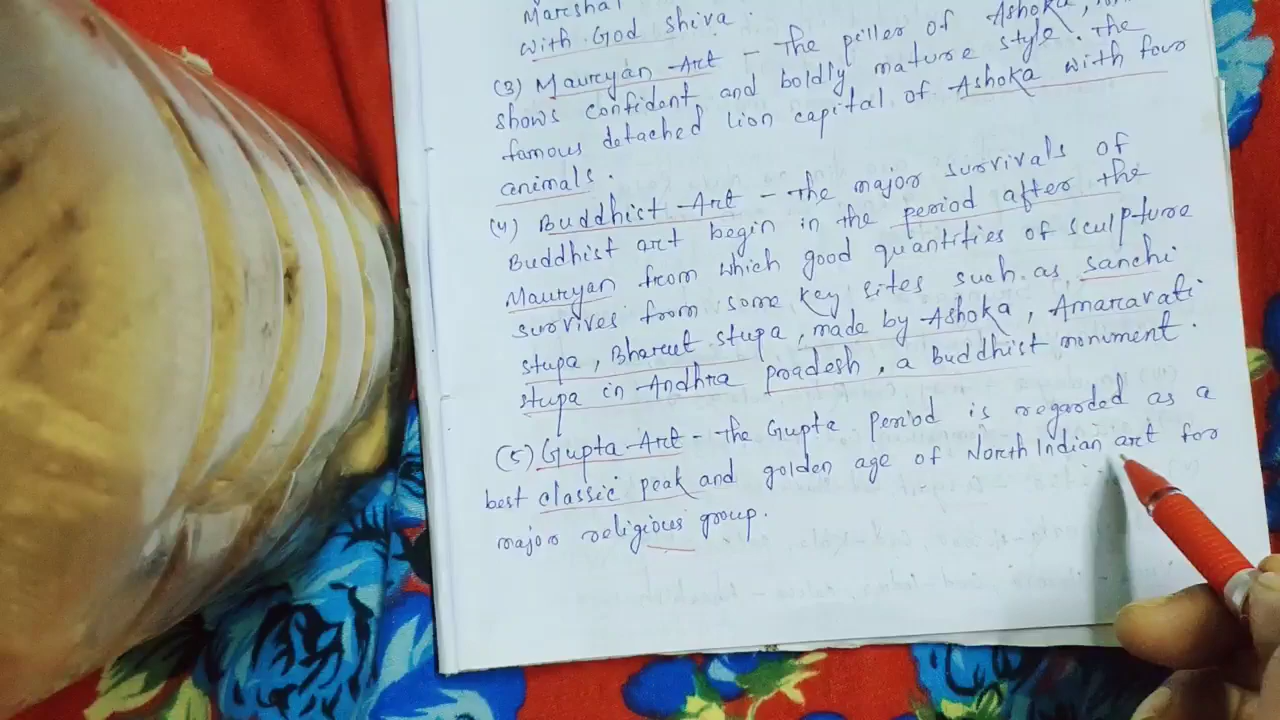 Marshal
with God shiva.
(3) Mauryan Art - The piller of Ashoka,
shows confident and boldly mature style. The
famous detached lion capital of Ashoka with four
animals.
(4) Buddhist Art - The major survivals of
Buddhist art begin in the period after the
Mauryan from which good quantities of sculpture
survives from some key sites such as sanchi
stupa, Bharut stupa, made by Ashoka, Amaravati
stupa in Andhra Pradesh, a Buddhist moniment.
(5) Gupta Art - The Gupta Period is regarded as a
best classic peak and golden age of North Indian art for
major religious group.